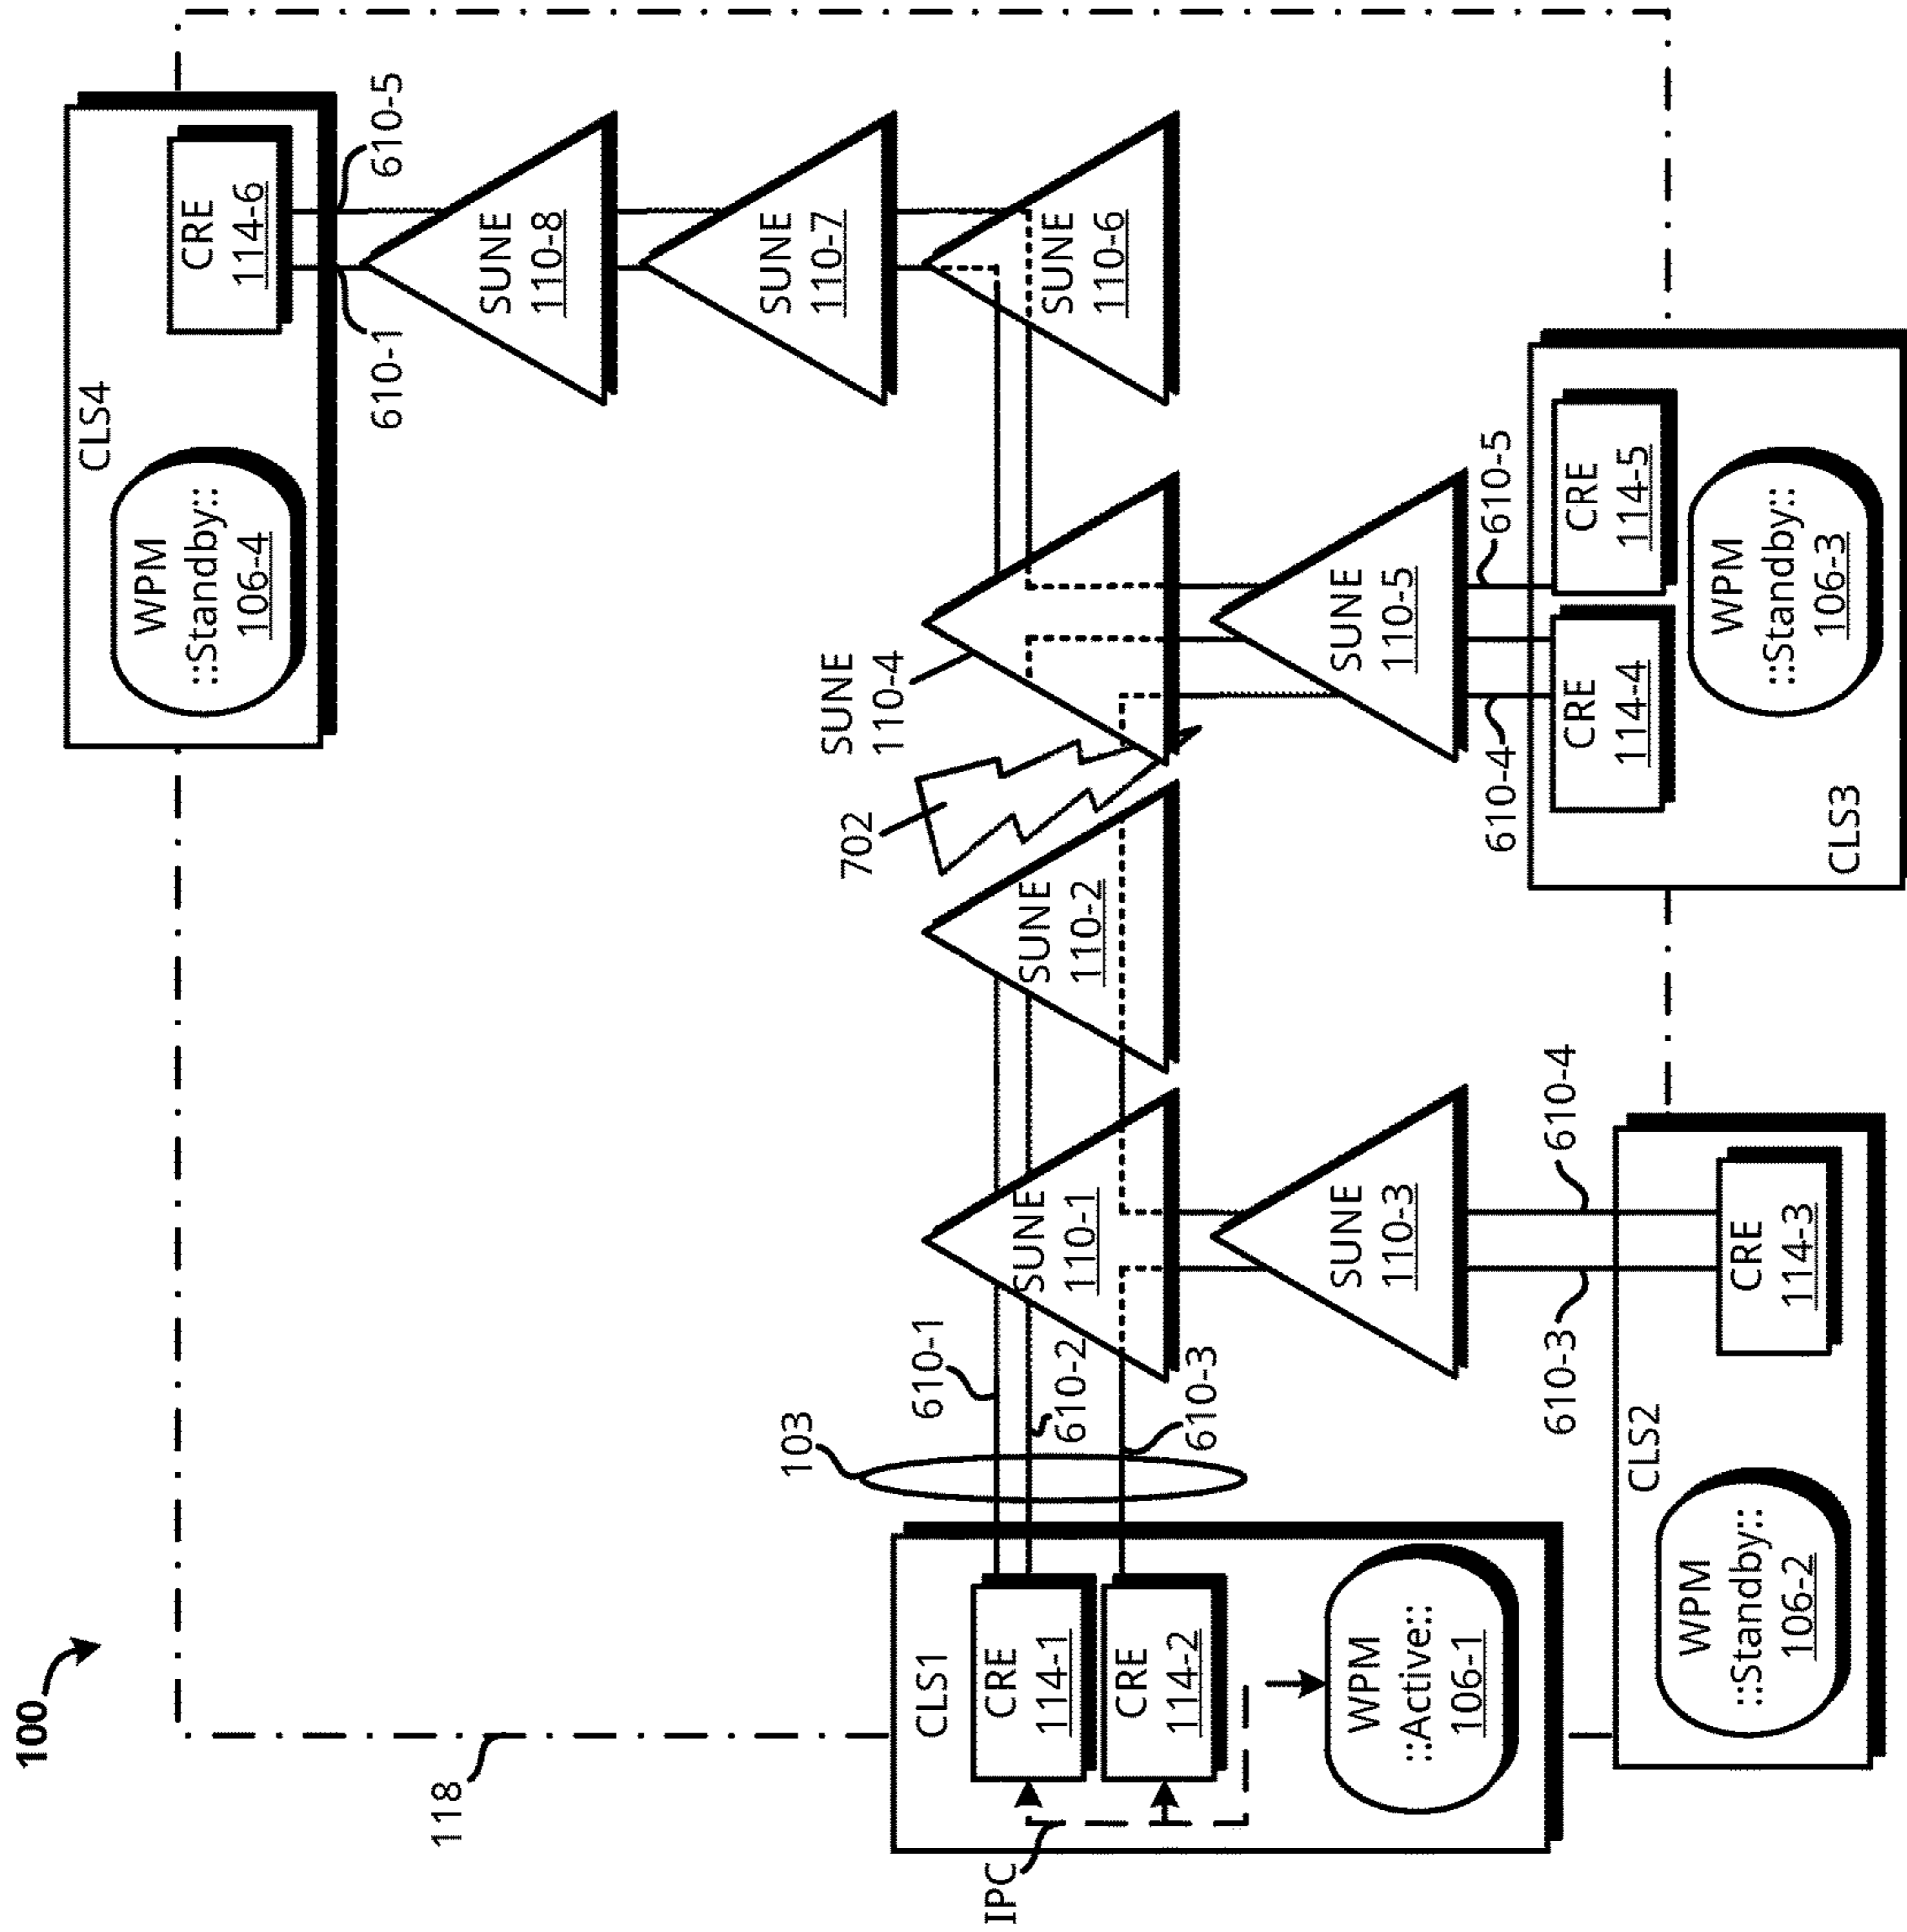 100
118
CLS4
WPM
::Standby::
106-4
CRE
114-6
610-1
610-5
SUNE
110-8
SUNE
110-7
SUNE
110-6
SUNE
110-4
702
SUNE
110-2
SUNE
110-1
103
610-1
610-2
610-3
CLS1
CRE
114-1
CRE
114-2
IPC
WPM
::Active::
106-1
SUNE
110-3
610-3
610-4
CLS2
WPM
::Standby::
106-2
CRE
114-3
SUNE
110-5
610-4
610-5
CRE
114-4
CRE
114-5
WPM
::Standby::
106-3
CLS3